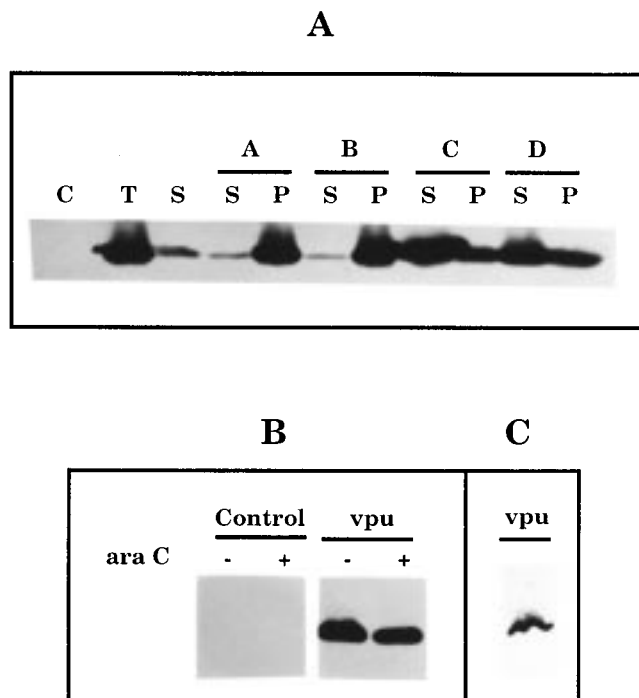 A
A B C D
C T S S P S P S P S P
B C
Control vpu vpu
ara C - + - +